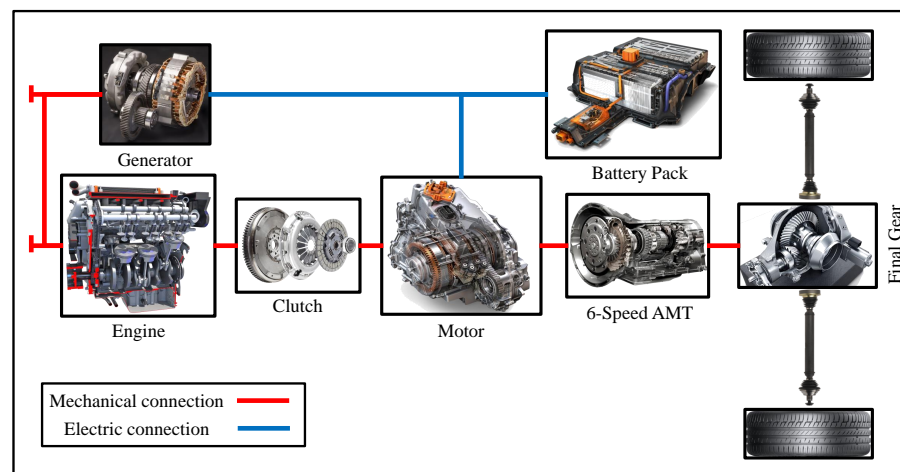 Generator
Battery Pack
Engine
Clutch
Motor
6-Speed AMT
Final Gear
Mechanical connection
Electric connection